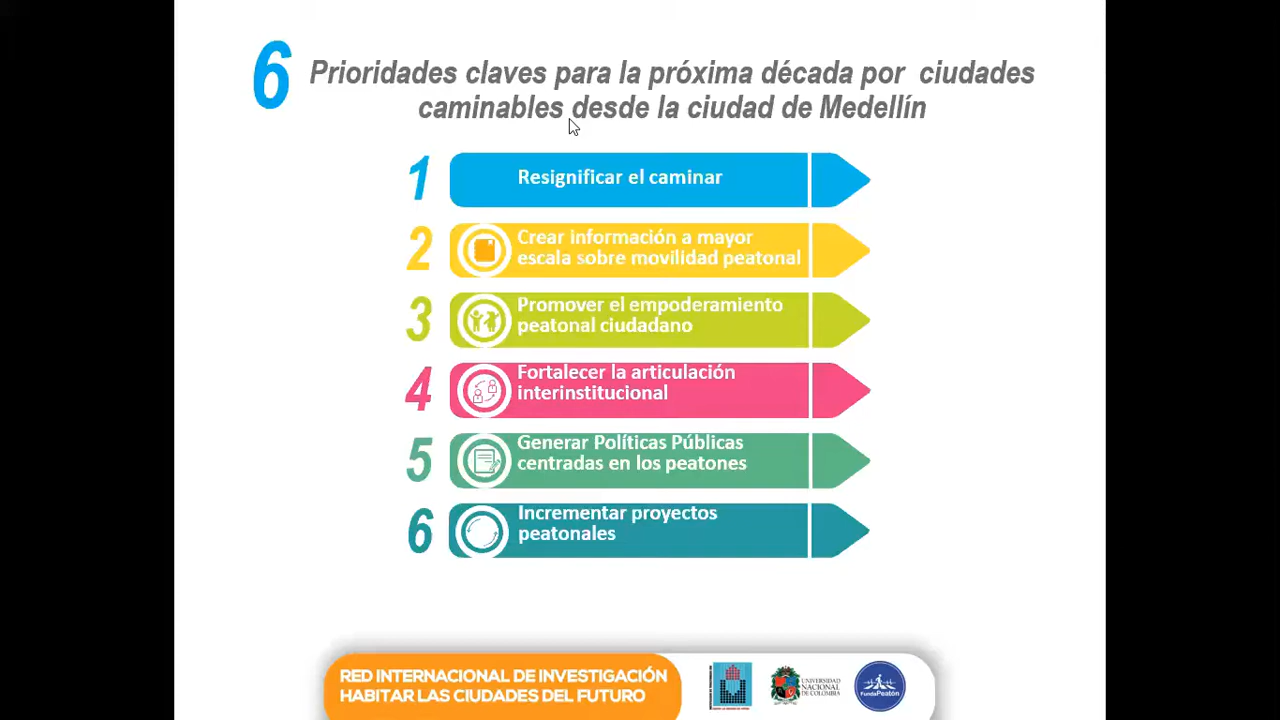 6
Prioridades claves para la próxima década por ciudades
caminables desde la ciudad de Medellín
1
Resignificar el caminar
2
Crear información a mayor
escala sobre movilidad peatonal
3
Promover el empoderamiento
peatonal ciudadano
4
Fortalecer la articulación
interinstitucional
5
Generar Políticas Públicas
centradas en los peatones
6
Incrementar proyectos
peatonales
RED INTERNACIONAL DE INVESTIGACIÓN
HABITAR LAS CIUDADES DEL FUTURO
UNIVERSIDAD
NACIONAL
DE COLOMBIA
FundaPeatón